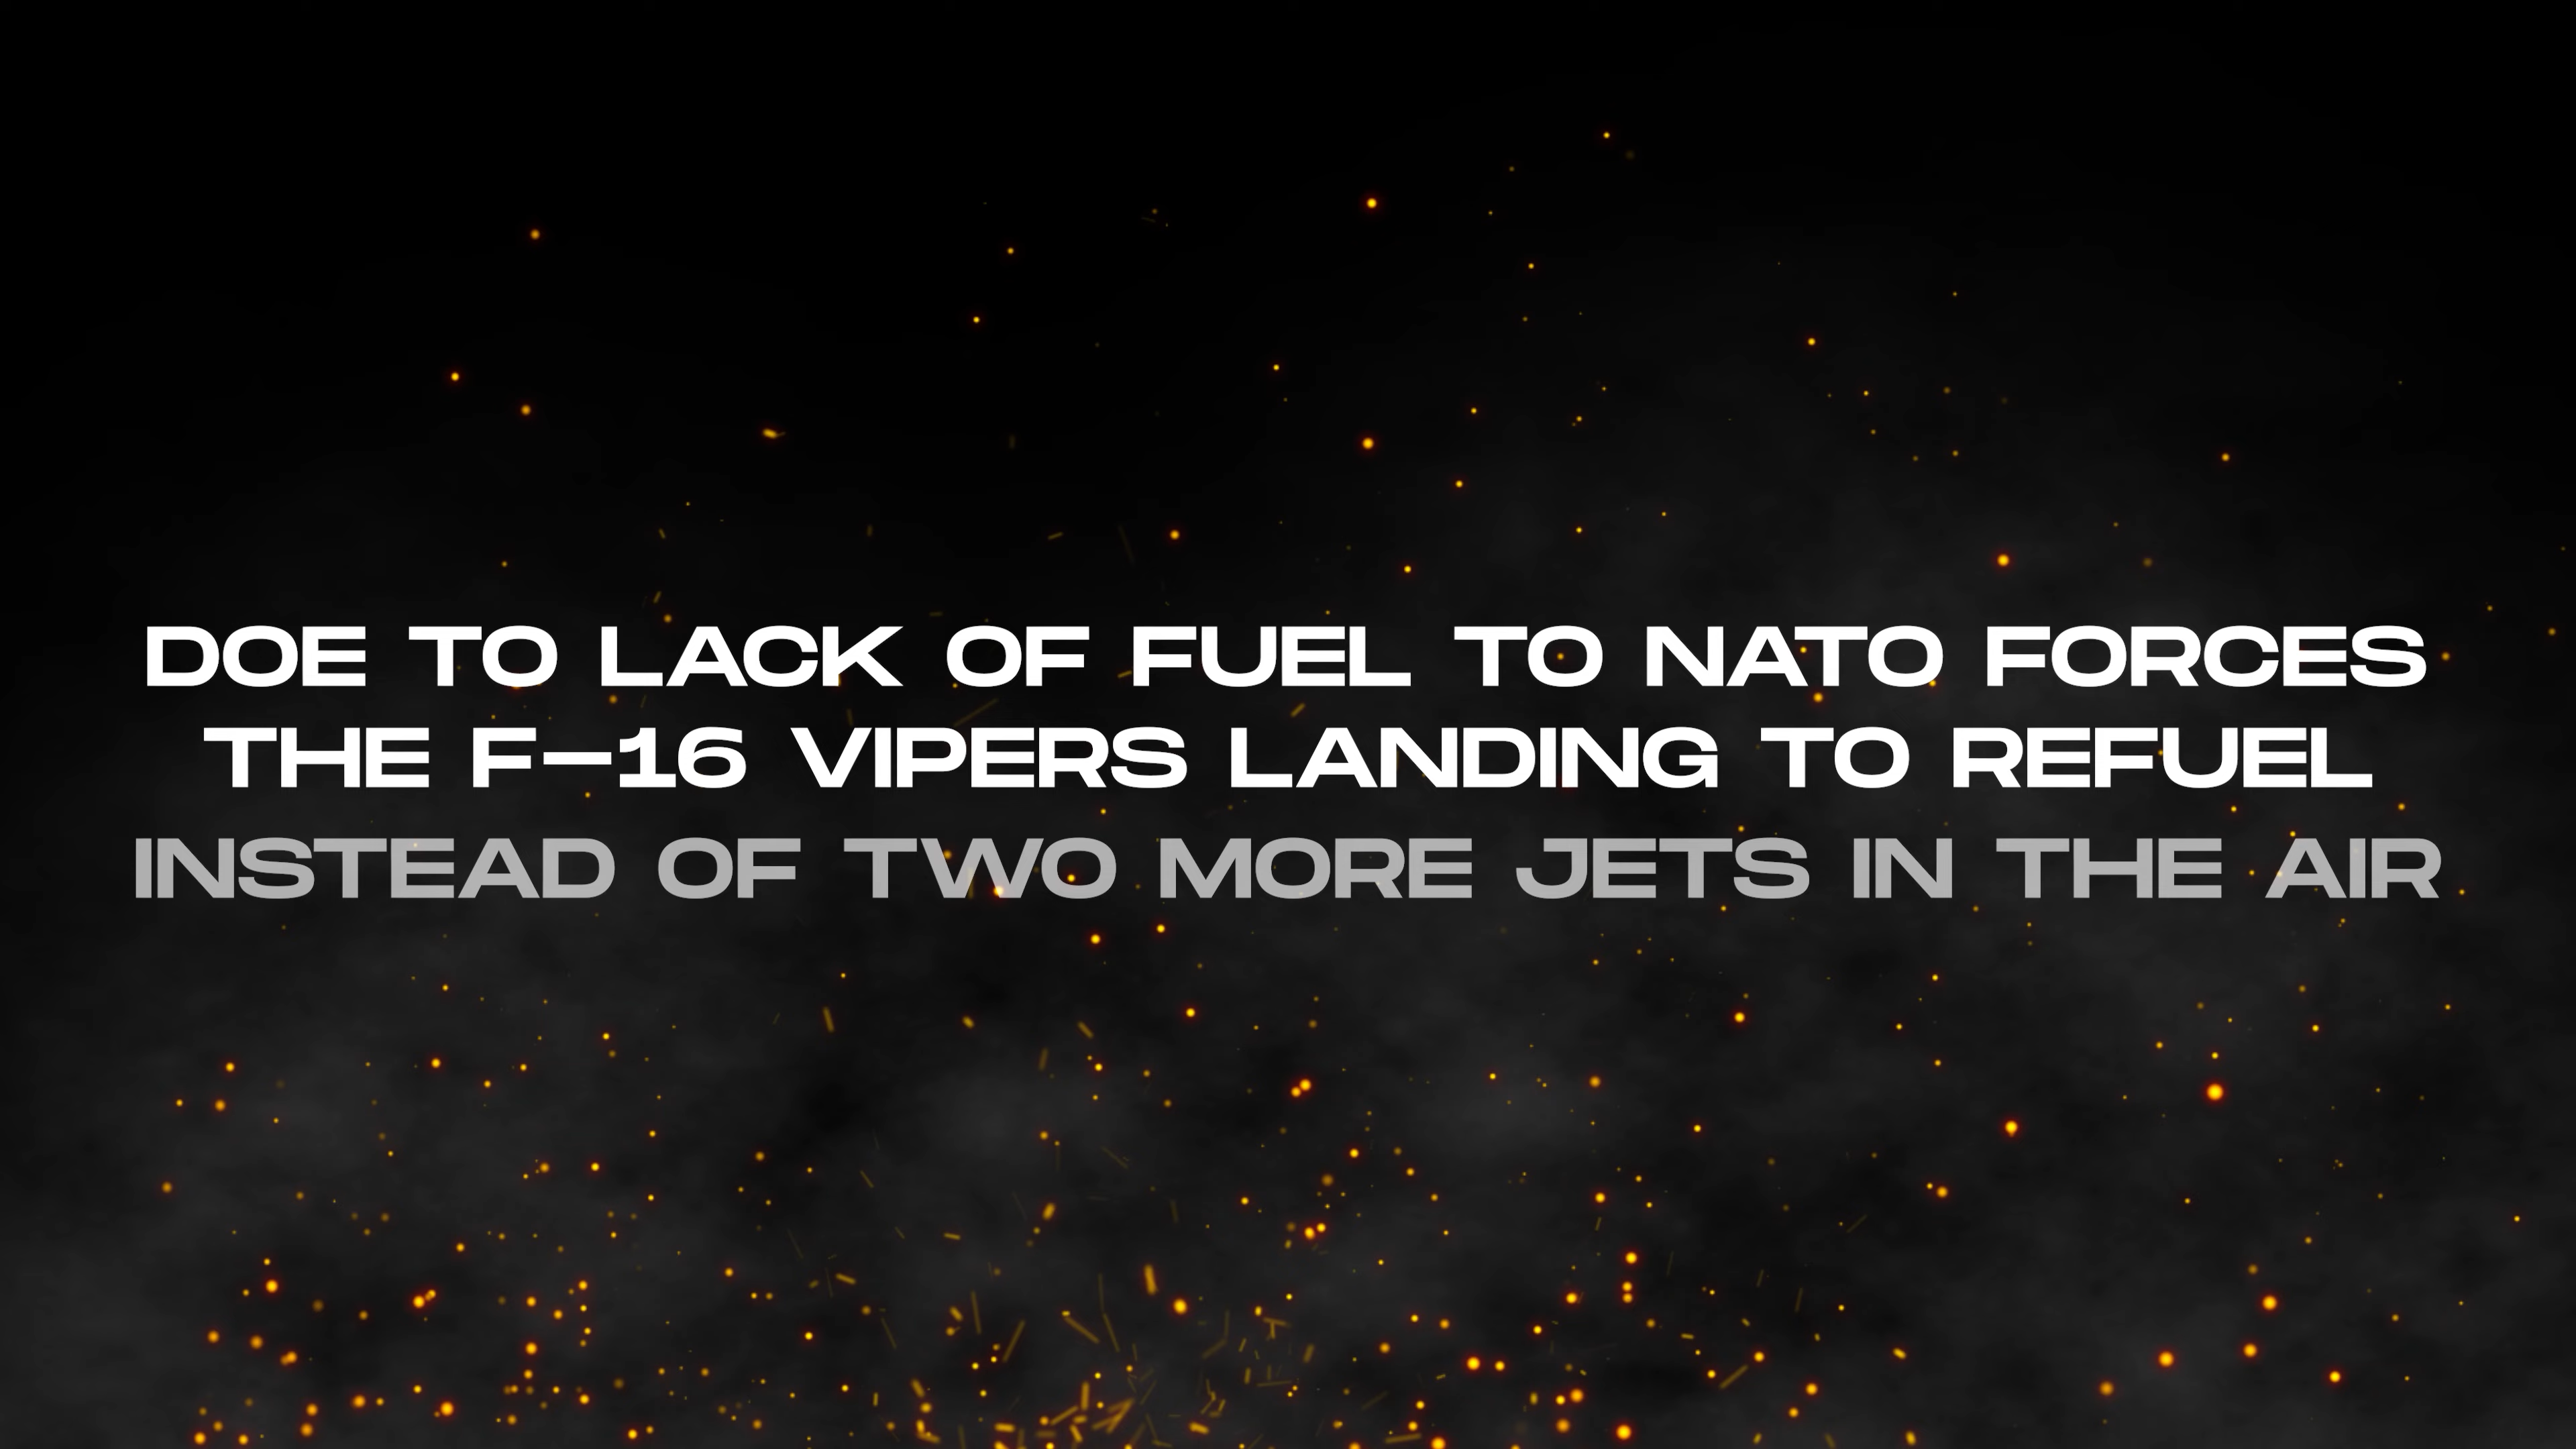 DOE TO LACK OF FUEL TO NATO FORCES
THE F-16 VIPERS LANDING TO REFUEL
INSTEAD OF TWO MORE JETS IN THE AIR